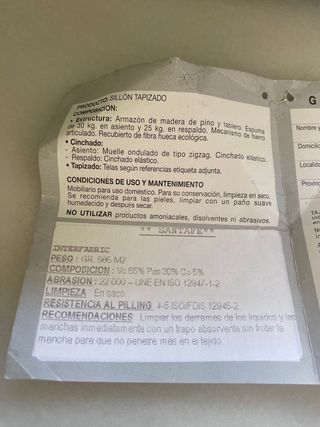 PRODUCTO: SILLÓN TAPIZADO
COMPOSICION:
• Estructura: Armazón de madera de pino y tablero. Espuma
de 30 kg. en asiento y 25 kg. en respaldo. Mecanismo de hierro
articulado. Recubierto de fibra hueca ecológica.
• Cinchado:
- Asiento: Muelle ondulado de tipo zigzag. Cinchado elástico.
- Respaldo: Cinchado elástico.
• Tapizado: Telas según referencias etiqueta adjunta.
CONDICIONES DE USO Y MANTENIMIENTO
Mobiliario para uso doméstico. Para su conservación, limpieza en seco.
Se recomienda para las pieles, limpiar con un paño suave
humedecido y después secar.
NO UTILIZAR productos amoniacales, disolventes ni abrasivos.
** SANTAFE**
INTERFABRIC
PESO : GR. 565 M2
COMPOSICION : Vc 65% Pes 30% Co 5%
ABRASION : 22.000 – UNE EN ISO 12947-1-2
LIMPIEZA : En saco.
RESISTENCIA AL PILLING 4-5 ISO/FDIS 12945-2
RECOMENDACIONES: Limpiar los derrames de los liquidos y las
manchas inmediatamente con un trapo absorvente sin frotar la
mancha para que no penetre más en el tejido.
G
Nombre y
Domicili
Localida